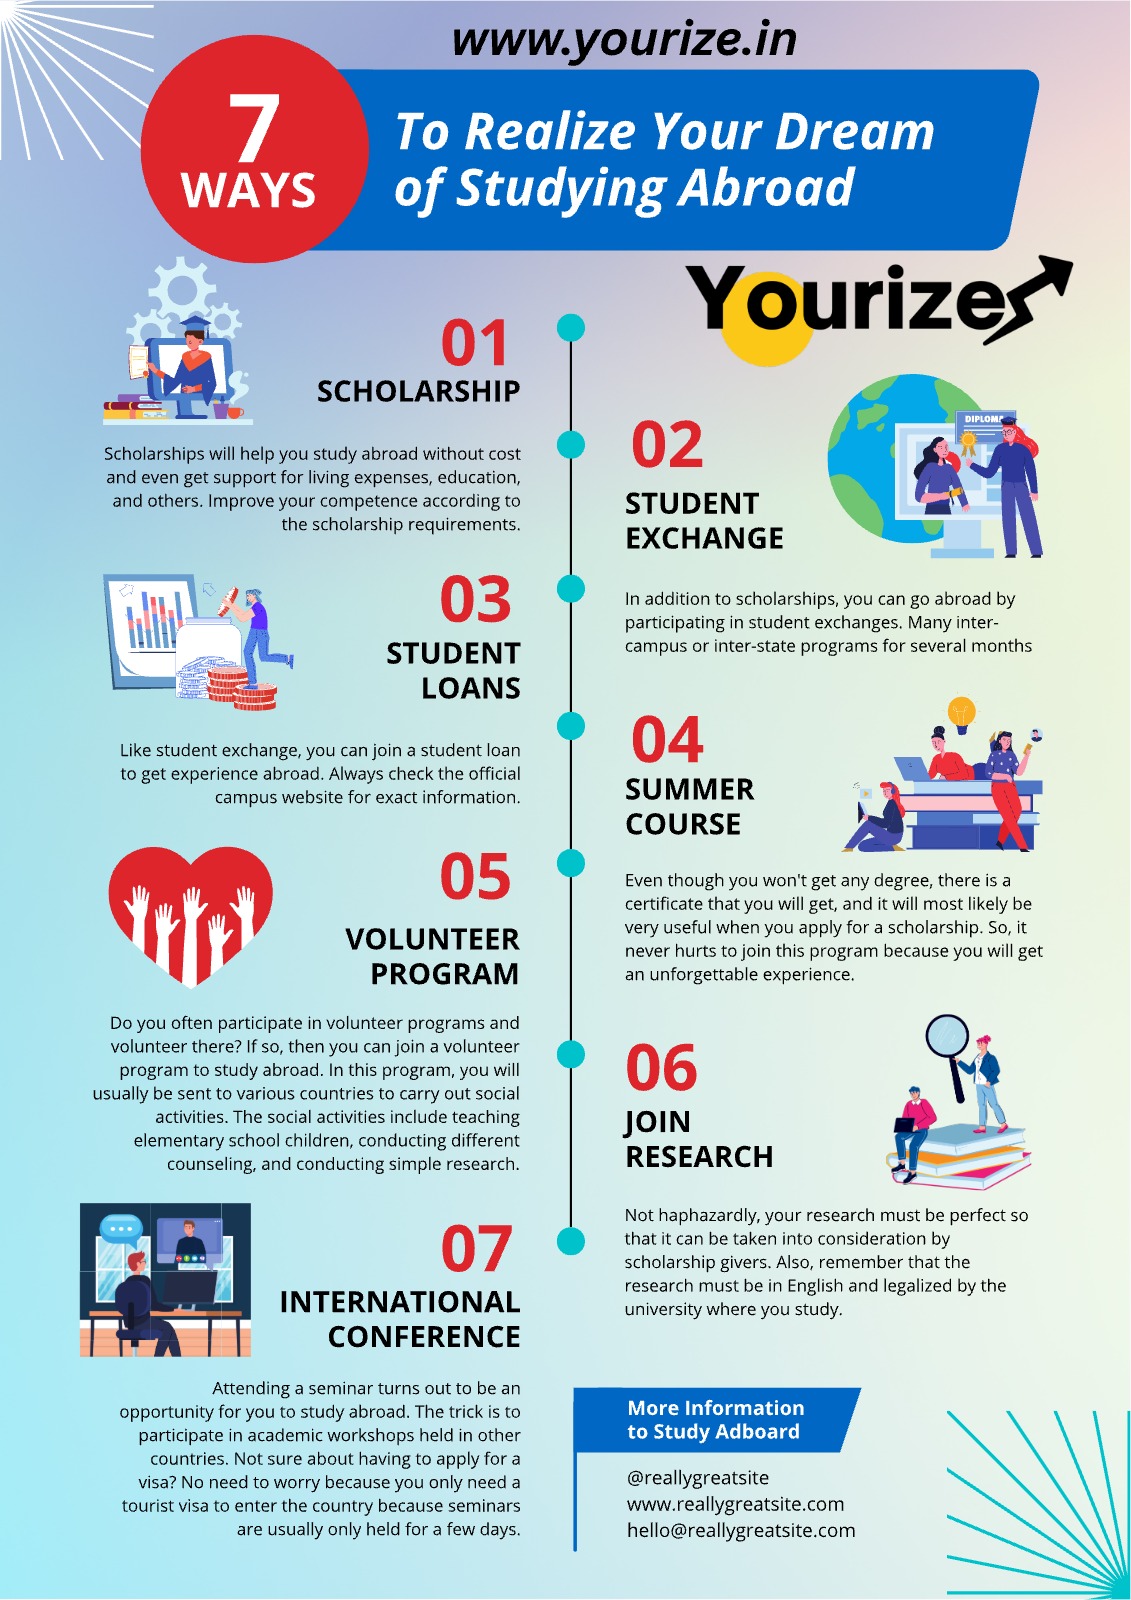 www.yourize.in
7
WAYS
To Realize Your Dream
of Studying Abroad
Yourize
01
SCHOLARSHIP
Scholarships will help you study abroad without cost
and even get support for living expenses, education,
and others. Improve your competence according to
the scholarship requirements.
02
STUDENT
EXCHANGE
DIPLOMA
In addition to scholarships, you can go abroad by
participating in student exchanges. Many inter-
campus or inter-state programs for several months
03
STUDENT
LOANS
Like student exchange, you can join a student loan
to get experience abroad. Always check the official
campus website for exact information.
04
SUMMER
COURSE
Even though you won't get any degree, there is a
certificate that you will get, and it will most likely be
very useful when you apply for a scholarship. So, it
never hurts to join this program because you will get
an unforgettable experience.
05
VOLUNTEER
PROGRAM
Do you often participate in volunteer programs and
volunteer there? If so, then you can join a volunteer
program to study abroad. In this program, you will
usually be sent to various countries to carry out social
activities. The social activities include teaching
elementary school children, conducting different
counseling, and conducting simple research.
06
JOIN
RESEARCH
Not haphazardly, your research must be perfect so
that it can be taken into consideration by
scholarship givers. Also, remember that the
research must be in English and legalized by the
university where you study.
07
INTERNATIONAL
CONFERENCE
Attending a seminar turns out to be an
opportunity for you to study abroad. The trick is to
participate in academic workshops held in other
countries. Not sure about having to apply for a
visa? No need to worry because you only need a
tourist visa to enter the country because seminars
are usually only held for a few days.
More Information
to Study Adboard
@reallygreatsite
www.reallygreatsite.com
hello@reallygreatsite.com